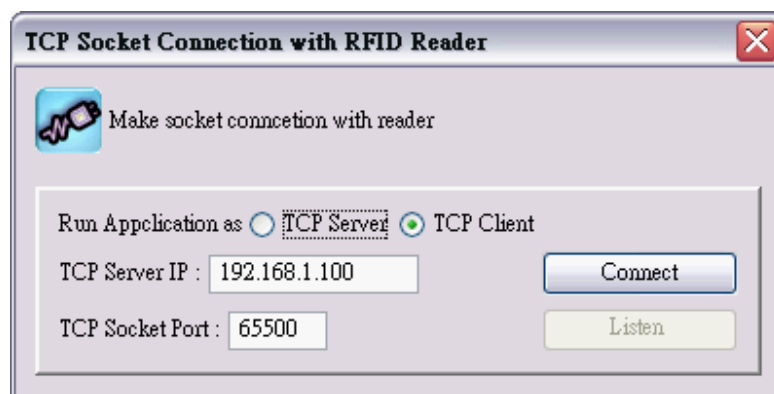 TCP Socket Connection with RFID Reader
Make socket conncetion with reader
Run Appclication as TCP Server TCP Client
TCP Server IP : 192.168.1.100 Connect
TCP Socket Port : 65500 Listen